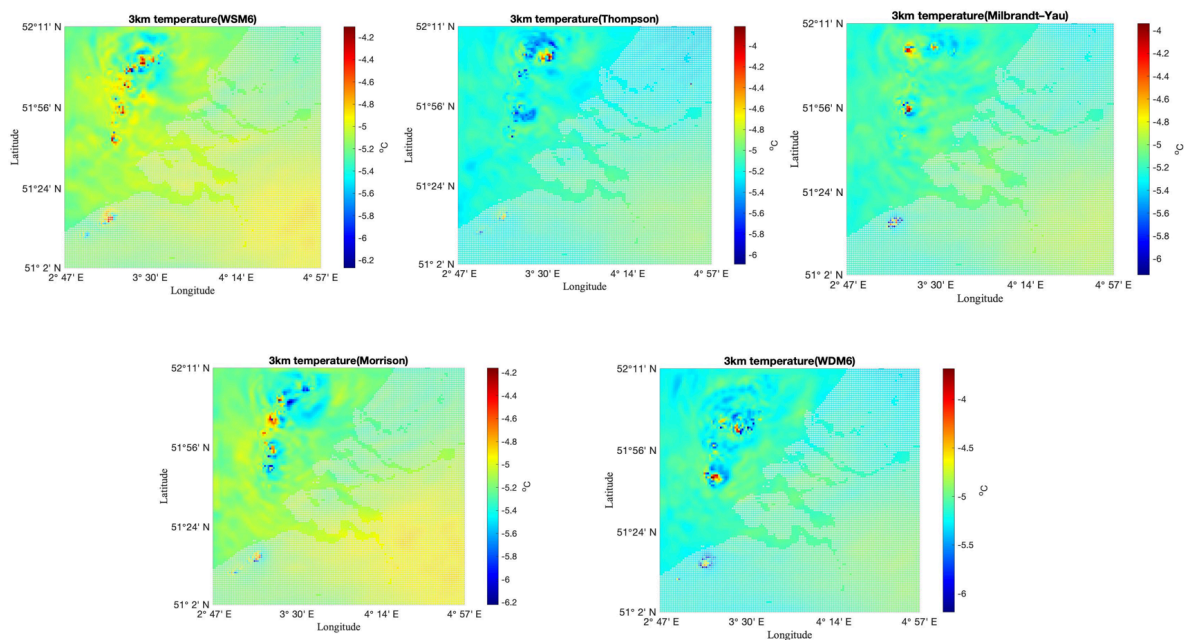 3km temperature(WSM6)
52° 11' N
51° 56' N
51° 24' N
51° 2' N
2° 47' E
3° 30' E
4° 14' E
4° 57' E
Latitude
Longitude
-4.2
-4.4
-4.6
-4.8
-5
-5.2
-5.4
-5.6
-5.8
-6
-6.2
°C
3km temperature(Thompson)
52° 11' N
51° 56' N
51° 24' N
51° 2' N
2° 47' E
3° 30' E
4° 14' E
4° 57' E
Latitude
Longitude
-4
-4.2
-4.4
-4.6
-4.8
-5
-5.2
-5.4
-5.6
-5.8
-6
°C
3km temperature(Milbrandt-Yau)
52° 11' N
51° 56' N
51° 24' N
51° 2' N
2° 47' E
3° 30' E
4° 14' E
4° 57' E
Latitude
Longitude
-4
-4.2
-4.4
-4.6
-4.8
-5
-5.2
-5.4
-5.6
-5.8
-6
°C
3km temperature(Morrison)
52° 11' N
51° 56' N
51° 24' N
51° 2' N
2° 47' E
3° 30' E
4° 14' E
4° 57' E
Latitude
Longitude
-4.2
-4.4
-4.6
-4.8
-5
-5.2
-5.4
-5.6
-5.8
-6
-6.2
°C
3km temperature(WDM6)
52° 11' N
51° 56' N
51° 24' N
51° 2' N
2° 47' E
3° 30' E
4° 14' E
4° 57' E
Latitude
Longitude
-4
-4.5
-5
-5.5
-6
°C